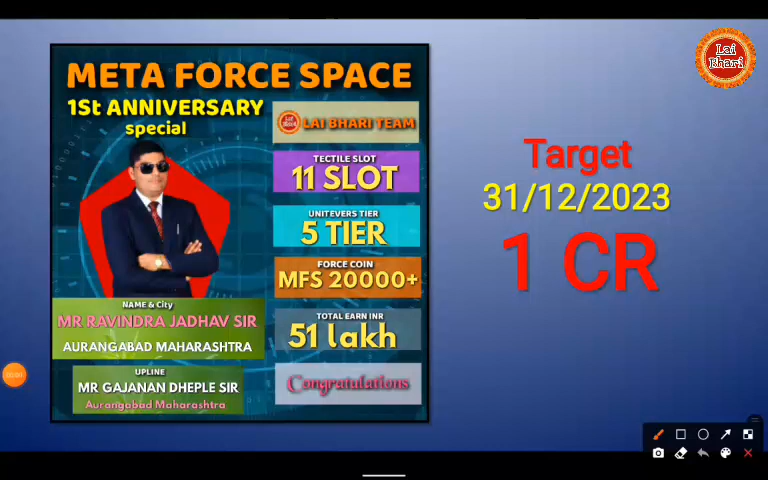 META FORCE SPACE
1St ANNIVERSARY
special
Lai
Bhari
LAI BHARI TEAM
TECTILE SLOT
11 SLOT
UNITEVERS TIER
5 TIER
FORCE COIN
MFS 20000+
NAME & City
MR RAVINDRA JADHAV SIR
AURANGABAD MAHARASHTRA
TOTAL EARN INR
51 lakh
UPLINE
MR GAJANAN DHEPLE SIR
Aurangabad Maharashtra
Congratulations
Lai
Bhari
Target
31/12/2023
1 CR